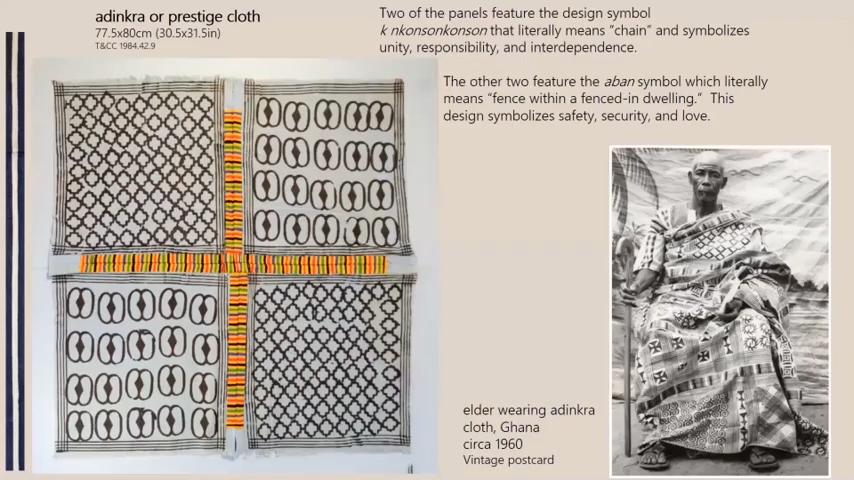 adinkra or prestige cloth
77.5x80cm (30.5x31.5in)
T&CC 1984.42.9
Two of the panels feature the design symbol
k nkonsonkonson that literally means “chain” and symbolizes
unity, responsibility, and interdependence.
The other two feature the aban symbol which literally
means “fence within a fenced-in dwelling.” This
design symbolizes safety, security, and love.
elder wearing adinkra
cloth, Ghana
circa 1960
Vintage postcard